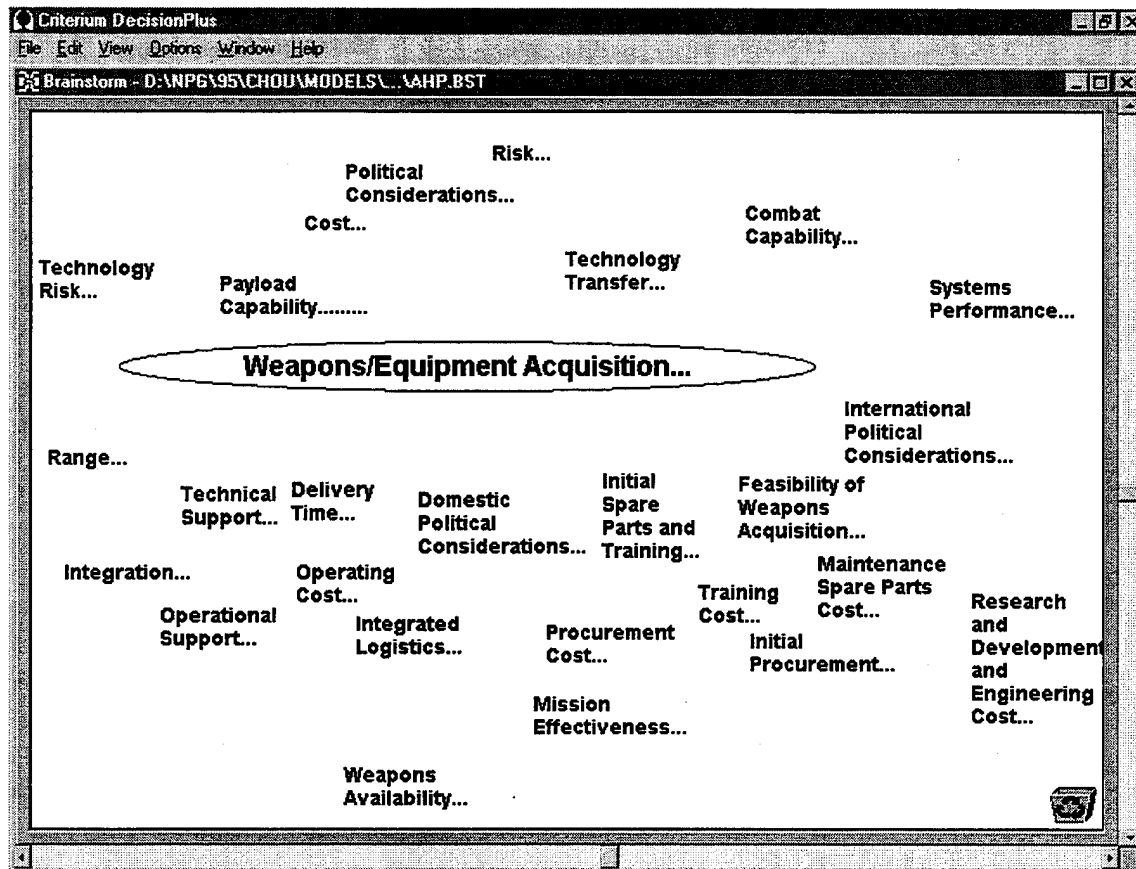 Criterium DecisionPlus
File Edit View Options Window Help
Brainstorm - D:\NPG\95\CHOU\MODELS\...\AHP.BST
Risk...
Political
Considerations...
Cost...
Combat
Capability...
Technology
Risk...
Payload
Capability.........
Technology
Transfer...
Systems
Performance...
Weapons/Equipment Acquisition...
International
Political
Considerations...
Range...
Technical
Support...
Delivery
Time...
Domestic
Political
Considerations...
Initial
Spare
Parts and
Training...
Feasibility of
Weapons
Acquisition...
Integration...
Operating
Cost...
Maintenance
Spare Parts
Cost...
Training
Cost...
Research
and
Development
and
Engineering
Cost...
Operational
Support...
Integrated
Logistics...
Procurement
Cost...
Initial
Procurement...
Mission
Effectiveness...
Weapons
Availability...